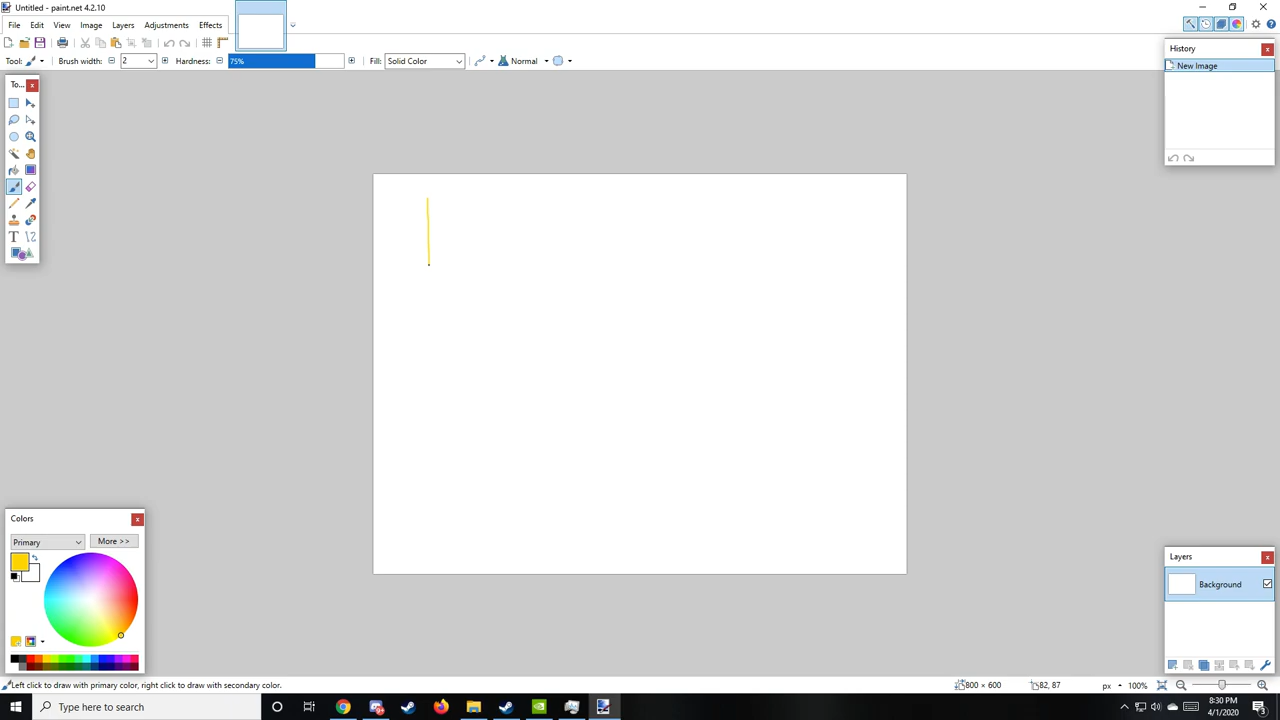 Untitled - paint.net 4.2.10
File Edit View Image Layers Adjustments Effects
Tool: Brush width: 2 Hardness: 75% Fill: Solid Color Normal
To... x
T
History x
New Image
Colors x
Primary More >>
Layers x
Background
Left click to draw with primary color, right click to draw with secondary color. 800 × 600 82, 87 px 100%
Type here to search 8:30 PM
4/1/2020 3